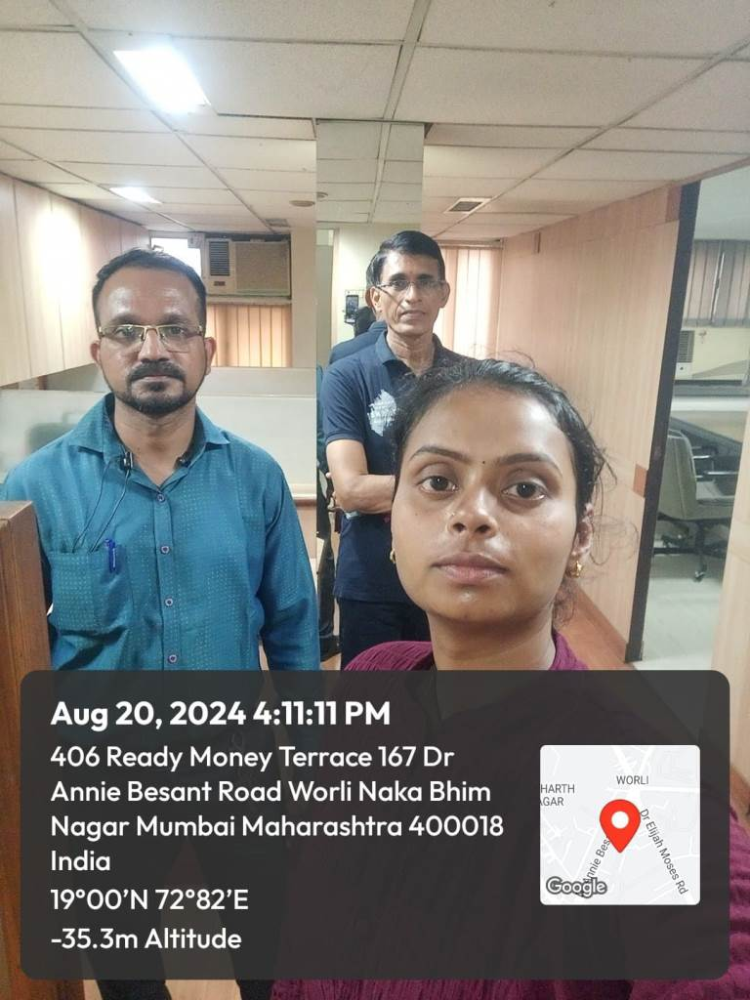 Aug 20, 2024 4:11:11 PM
406 Ready Money Terrace 167 Dr
Annie Besant Road Worli Naka Bhim
Nagar Mumbai Maharashtra 400018
India
19°00’N 72°82’E
-35.3m Altitude
HARTH
AGAR
WORLI
nnie Bes
Dr Elijah Moses Rd
Google